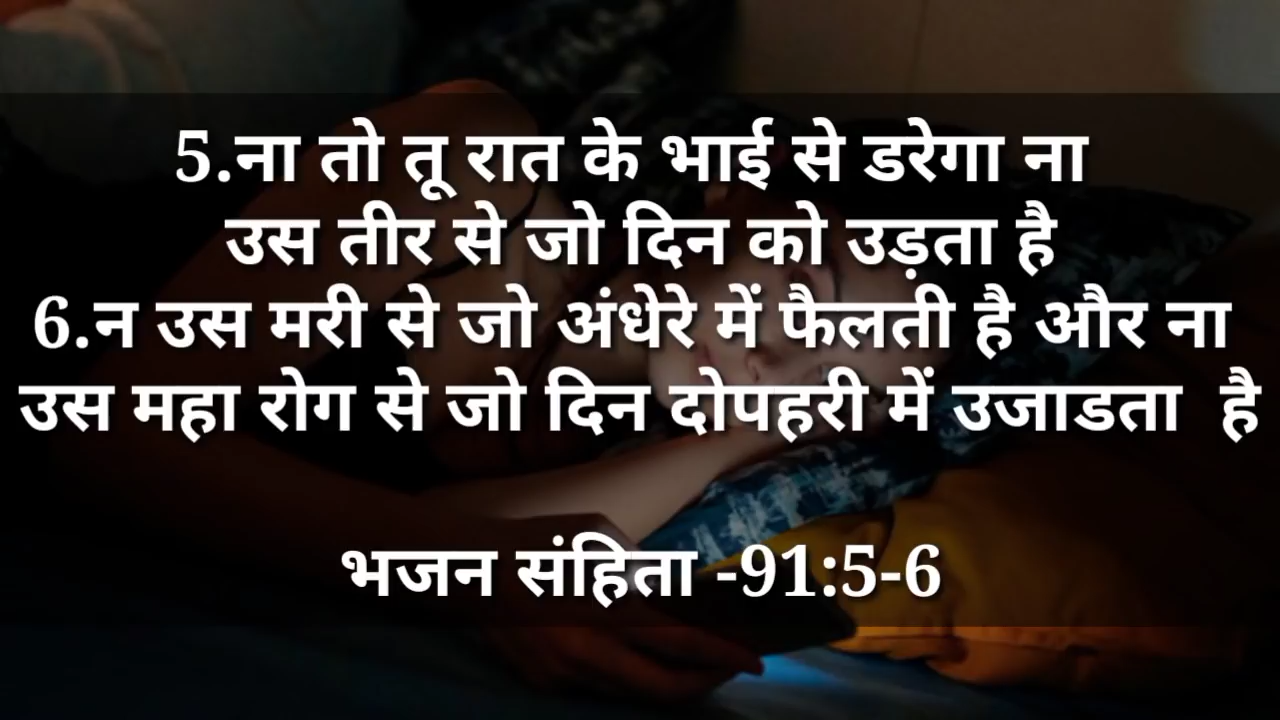 5.ना तो तू रात के भाई से डरेगा ना
उस तीर से जो दिन को उड़ता है
6.न उस मरी से जो अंधेरे में फैलती है और ना
उस महा रोग से जो दिन दोपहरी में उजाडता  है
भजन संहिता -91:5-6